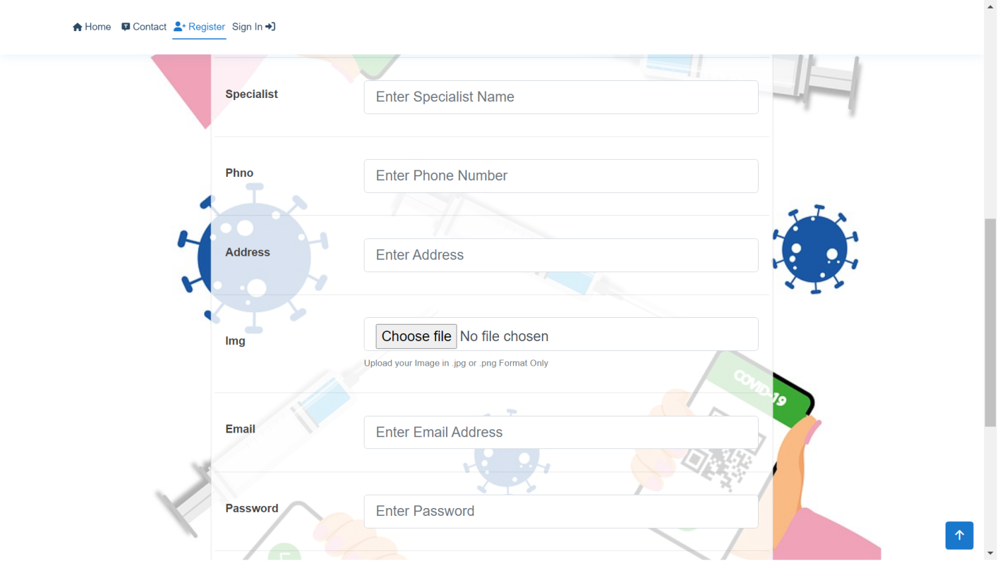 Home Contact Register Sign In
Specialist Enter Specialist Name
Phno Enter Phone Number
Address Enter Address
Img Choose file No file chosen
Upload your Image in .jpg or .png Format Only
COVID-19
Email Enter Email Address
Password Enter Password